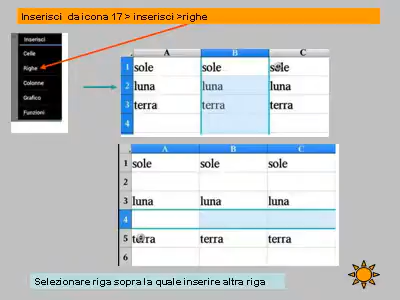 Inserisci da icona 17 > inserisci >righe
Inserisci
Celle
Righe
Colonne
Grafico
Funzioni
A B C
1 sole sole sole
2 luna luna luna
3 terra terra terra
4
A B C
1 sole sole sole
2
3 luna luna luna
4
5 terra terra terra
6
Selezionare riga sopra la quale inserire altra riga